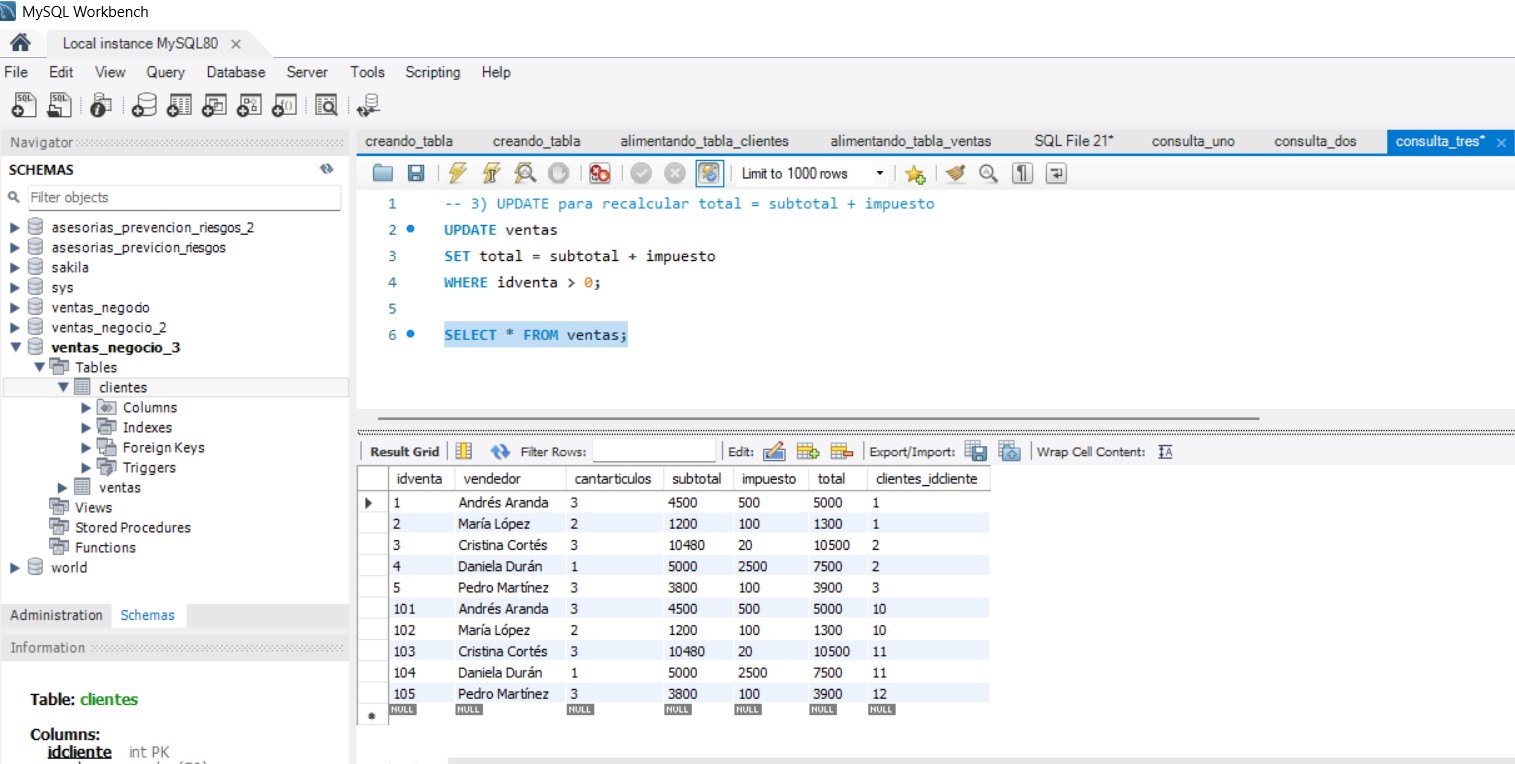 MySQL Workbench
Local instance MySQL80
File Edit View Query Database Server Tools Scripting Help
Navigator
SCHEMAS
Filter objects
asesorias_prevencion_riesgos_2
asesorias_previcion_riesgos
sakila
sys
ventas_negocio
ventas_negocio_2
ventas_negocio_3
Tables
clientes
Columns
Indexes
Foreign Keys
Triggers
ventas
Views
Stored Procedures
Functions
world
Administration Schemas
Information
Table: clientes
Columns:
idcliente int PK
creando_tabla creando_tabla alimentando_tabla_clientes alimentando_tabla_ventas SQL File 21* consulta_uno consulta_dos consulta_tres*
Limit to 1000 rows
1 -- 3) UPDATE para recalcular total = subtotal + impuesto
2 UPDATE ventas
3 SET total = subtotal + impuesto
4 WHERE idventa > 0;
5
6 SELECT * FROM ventas;
Result Grid Filter Rows: Edit: Export/Import: Wrap Cell Content:
idventa vendedor cantarticulos subtotal impuesto total clientes_idcliente
1 Andrés Aranda 3 4500 500 5000 1
2 María López 2 1200 100 1300 1
3 Cristina Cortés 3 10480 20 10500 2
4 Daniela Durán 1 5000 2500 7500 2
5 Pedro Martínez 3 3800 100 3900 3
101 Andrés Aranda 3 4500 500 5000 10
102 María López 2 1200 100 1300 10
103 Cristina Cortés 3 10480 20 10500 11
104 Daniela Durán 1 5000 2500 7500 11
105 Pedro Martínez 3 3800 100 3900 12
NULL NULL NULL NULL NULL NULL NULL